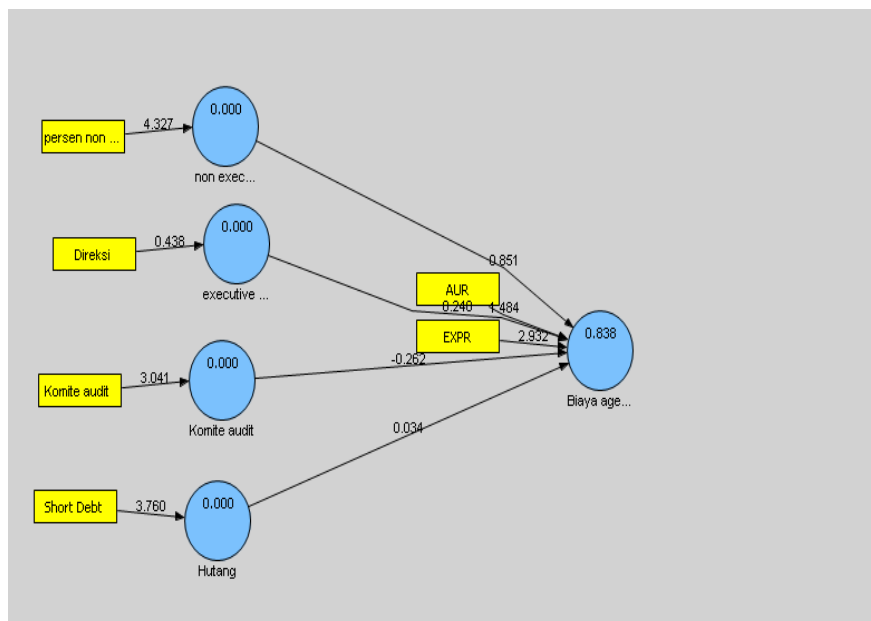 0.000
persen non ...
4.327
non exec...
0.000
Direksi
0.438
executive ...
0.851
AUR
0.240
1.484
EXPR
2.932
0.838
Biaya age...
0.000
Komite audit
3.041
Komite audit
-0.262
0.034
0.000
Short Debt
3.760
Hutang